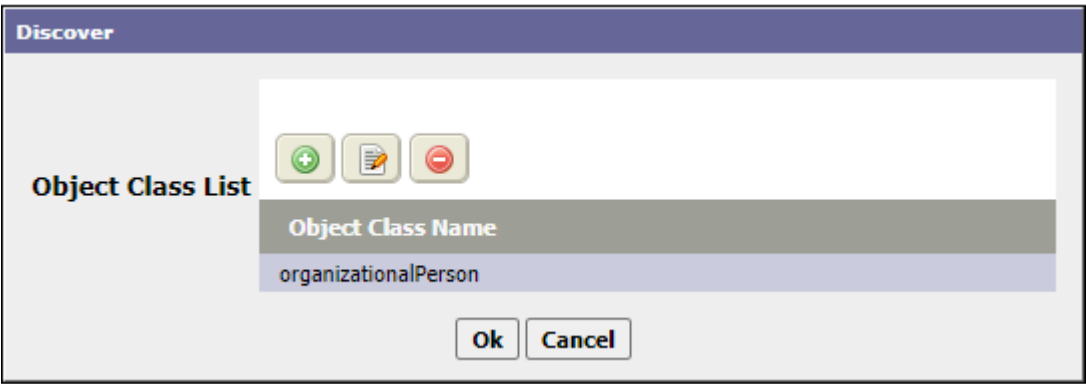 Discover
Object Class List
Object Class Name
organizationalPerson
Ok Cancel